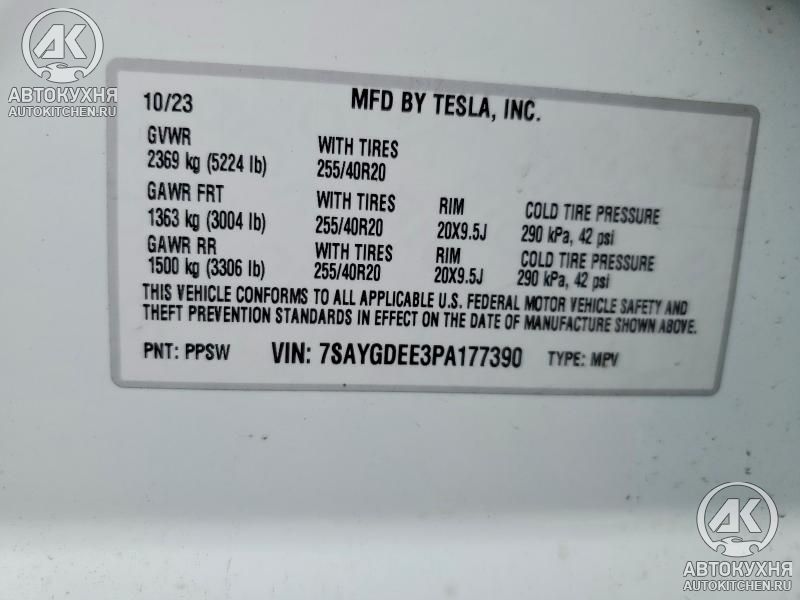 AK
АВТОКУХНЯ
AUTOKITCHEN.RU
10/23 MFD BY TESLA, INC.
GVWR WITH TIRES
2369 kg (5224 lb) 255/40R20
GAWR FRT WITH TIRES RIM COLD TIRE PRESSURE
1363 kg (3004 lb) 255/40R20 20X9.5J 290 kPa, 42 psi
GAWR RR WITH TIRES RIM COLD TIRE PRESSURE
1500 kg (3306 lb) 255/40R20 20X9.5J 290 kPa, 42 psi
THIS VEHICLE CONFORMS TO ALL APPLICABLE U.S. FEDERAL MOTOR VEHICLE SAFETY AND
THEFT PREVENTION STANDARDS IN EFFECT ON THE DATE OF MANUFACTURE SHOWN ABOVE.
PNT: PPSW VIN: 7SAYGDEE3PA177390 TYPE: MPV
AK
АВТОКУХНЯ
AUTOKITCHEN.RU